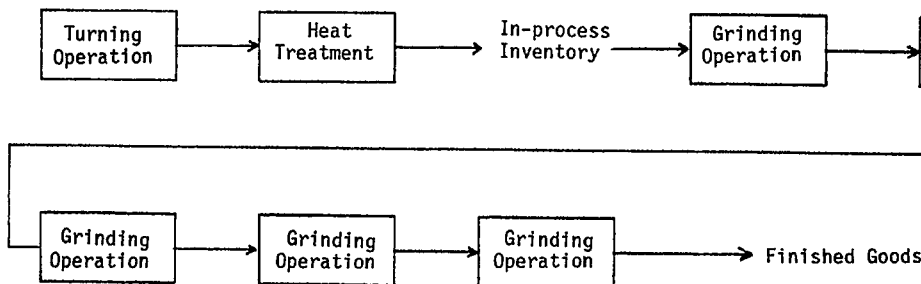 Turning
Operation
Heat
Treatment
In-process
Inventory
Grinding
Operation
Grinding
Operation
Grinding
Operation
Grinding
Operation
Finished Goods